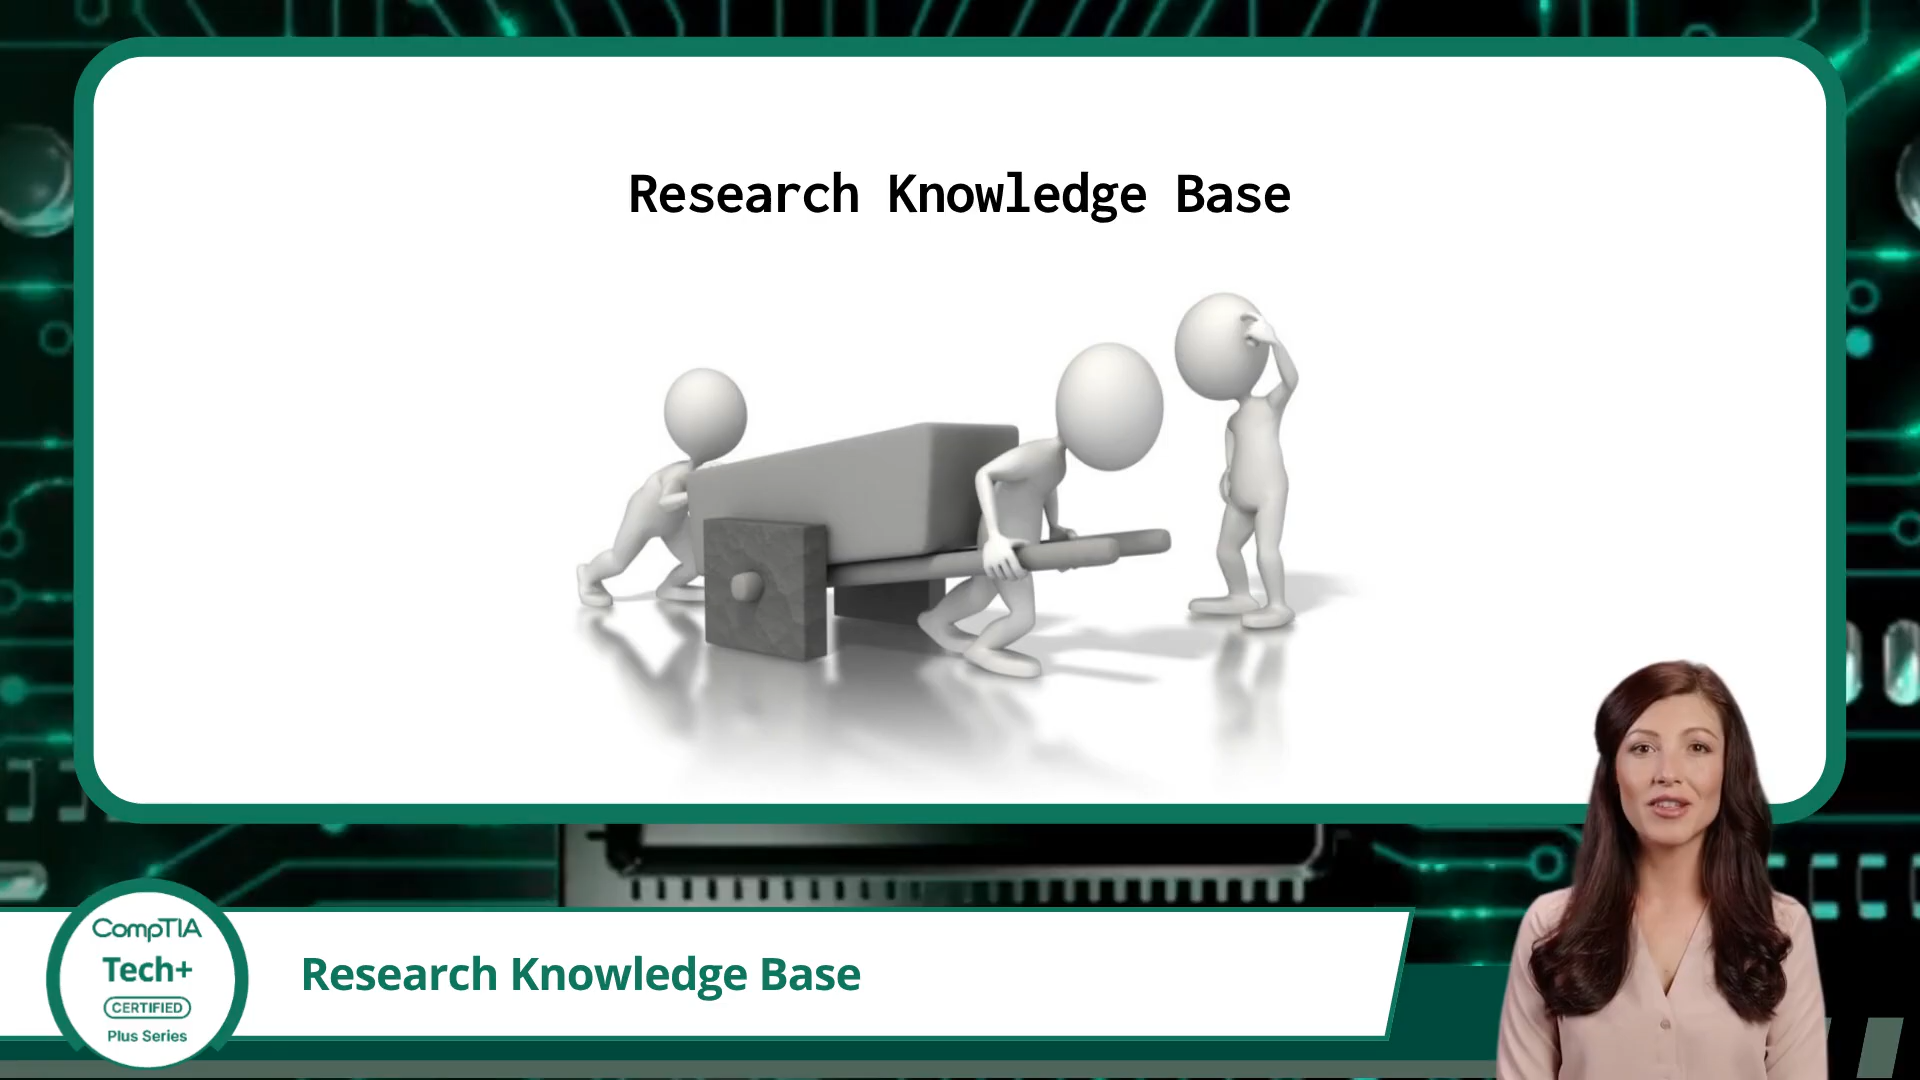 Research Knowledge Base
CompTIA
Tech+
CERTIFIED
Plus Series
Research Knowledge Base